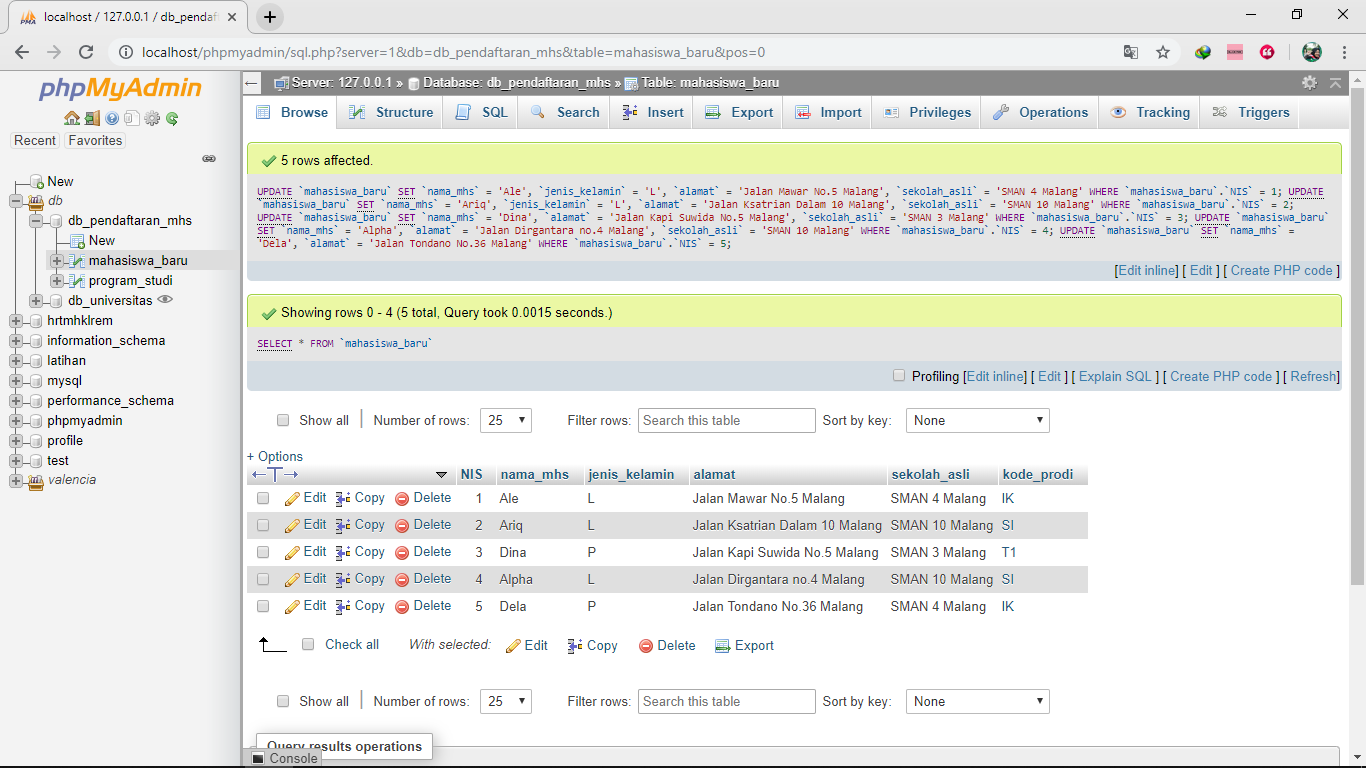 localhost / 127.0.0.1 / db_pendaft
localhost/phpmyadmin/sql.php?server=1&db=db_pendaftaran_mhs&table=mahasiswa_baru&pos=0
phpMyAdmin
Recent Favorites
New
db
db_pendaftaran_mhs
New
mahasiswa_baru
program_studi
db_universitas
hrtmhklrem
information_schema
latihan
mysql
performance_schema
phpmyadmin
profile
test
valencia
Server: 127.0.0.1 » Database: db_pendaftaran_mhs » Table: mahasiswa_baru
Browse Structure SQL Search Insert Export Import Privileges Operations Tracking Triggers
5 rows affected.
UPDATE `mahasiswa_baru` SET `nama_mhs` = 'Ale', `jenis_kelamin` = 'L', `alamat` = 'Jalan Mawar No.5 Malang', `sekolah_asli` = 'SMAN 4 Malang' WHERE `mahasiswa_baru`.`NIS` = 1; UPDATE
`mahasiswa_baru` SET `nama_mhs` = 'Ariq', `jenis_kelamin` = 'L', `alamat` = 'Jalan Ksatrian Dalam 10 Malang', `sekolah_asli` = 'SMAN 10 Malang' WHERE `mahasiswa_baru`.`NIS` = 2;
UPDATE `mahasiswa_baru` SET `nama_mhs` = 'Dina', `alamat` = 'Jalan Kapi Suwida No.5 Malang', `sekolah_asli` = 'SMAN 3 Malang' WHERE `mahasiswa_baru`.`NIS` = 3; UPDATE `mahasiswa_baru`
SET `nama_mhs` = 'Alpha', `alamat` = 'Jalan Dirgantara no.4 Malang', `sekolah_asli` = 'SMAN 10 Malang' WHERE `mahasiswa_baru`.`NIS` = 4; UPDATE `mahasiswa_baru` SET `nama_mhs` =
'Dela', `alamat` = 'Jalan Tondano No.36 Malang' WHERE `mahasiswa_baru`.`NIS` = 5;
[Edit inline] [ Edit ] [ Create PHP code ]
Showing rows 0 - 4 (5 total, Query took 0.0015 seconds.)
SELECT * FROM `mahasiswa_baru`
Profiling [Edit inline] [ Edit ] [ Explain SQL ] [ Create PHP code ] [ Refresh]
Show all Number of rows: 25 Filter rows: Search this table Sort by key: None
+ Options
NIS nama_mhs jenis_kelamin alamat sekolah_asli kode_prodi
Edit Copy Delete 1 Ale L Jalan Mawar No.5 Malang SMAN 4 Malang IK
Edit Copy Delete 2 Ariq L Jalan Ksatrian Dalam 10 Malang SMAN 10 Malang SI
Edit Copy Delete 3 Dina P Jalan Kapi Suwida No.5 Malang SMAN 3 Malang T1
Edit Copy Delete 4 Alpha L Jalan Dirgantara no.4 Malang SMAN 10 Malang SI
Edit Copy Delete 5 Dela P Jalan Tondano No.36 Malang SMAN 4 Malang IK
Check all With selected: Edit Copy Delete Export
Show all Number of rows: 25 Filter rows: Search this table Sort by key: None
Query results operations
Console